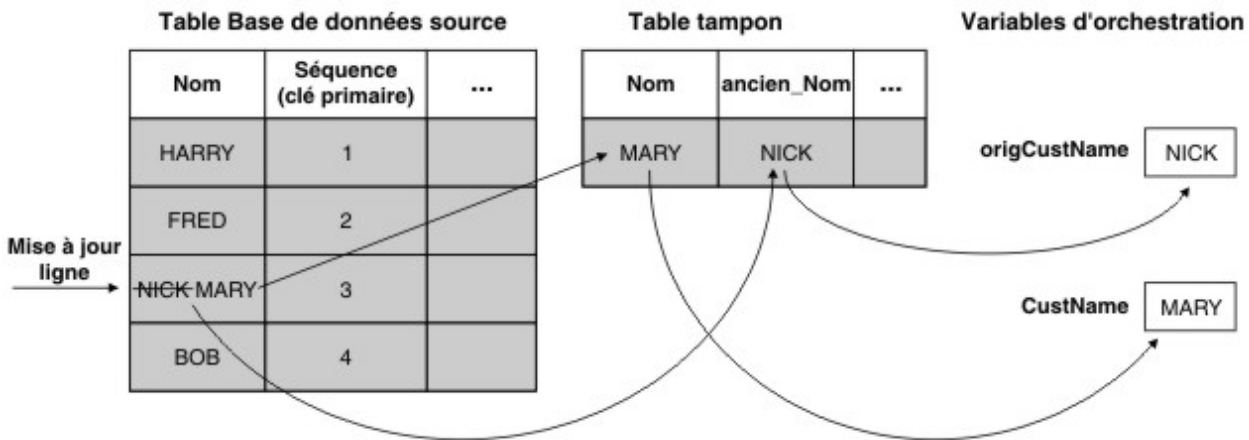 Table Base de données source
Table tampon
Variables d'orchestration
Nom
Séquence
(clé primaire)
...
Nom
ancien_Nom
...
HARRY
1
MARY
NICK
origCustName
NICK
FRED
2
Mise à jour
ligne
NICK MARY
3
CustName
MARY
BOB
4